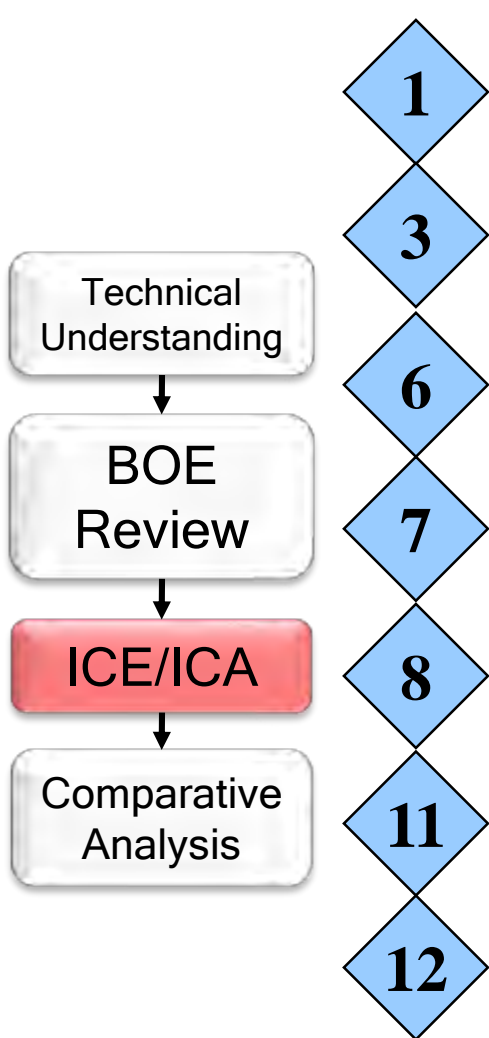 Technical
Understanding
BOE
Review
ICE/ICA
Comparative
Analysis
1
3
6
7
8
11
12